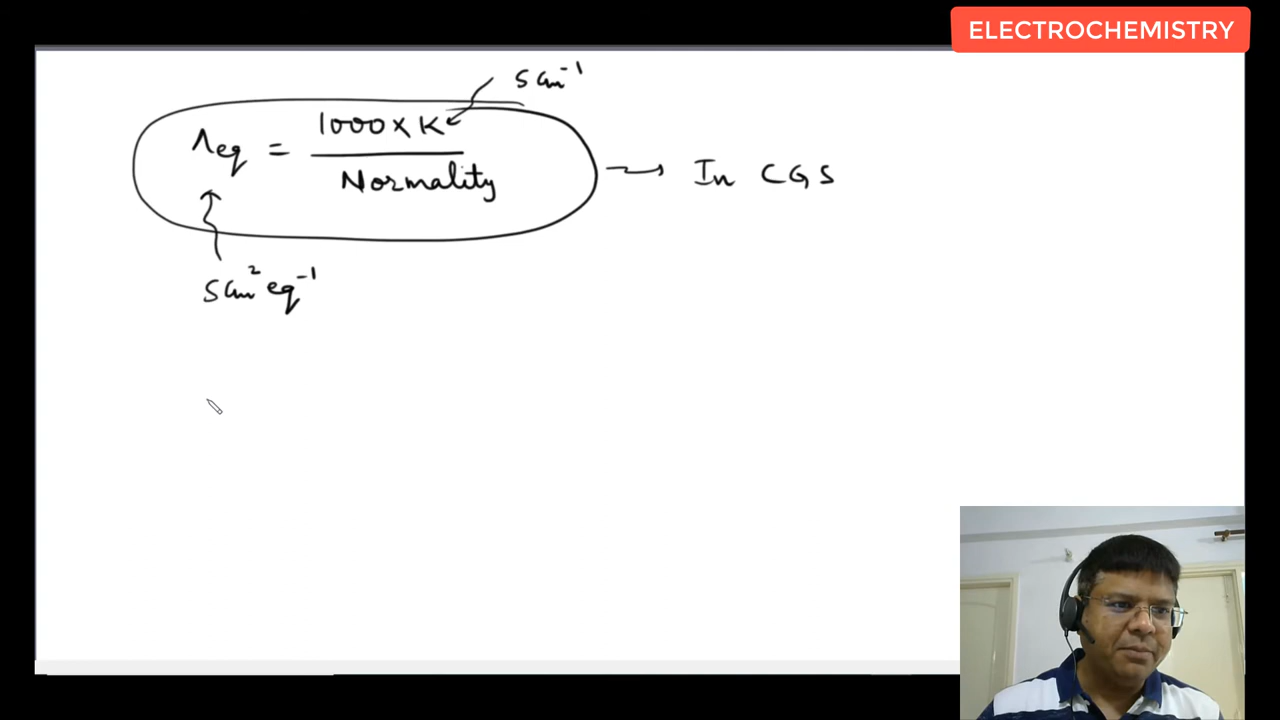 ELECTROCHEMISTRY
S cm⁻¹
Λeq = 1000 × K / Normality → In CGS
S cm² eq⁻¹